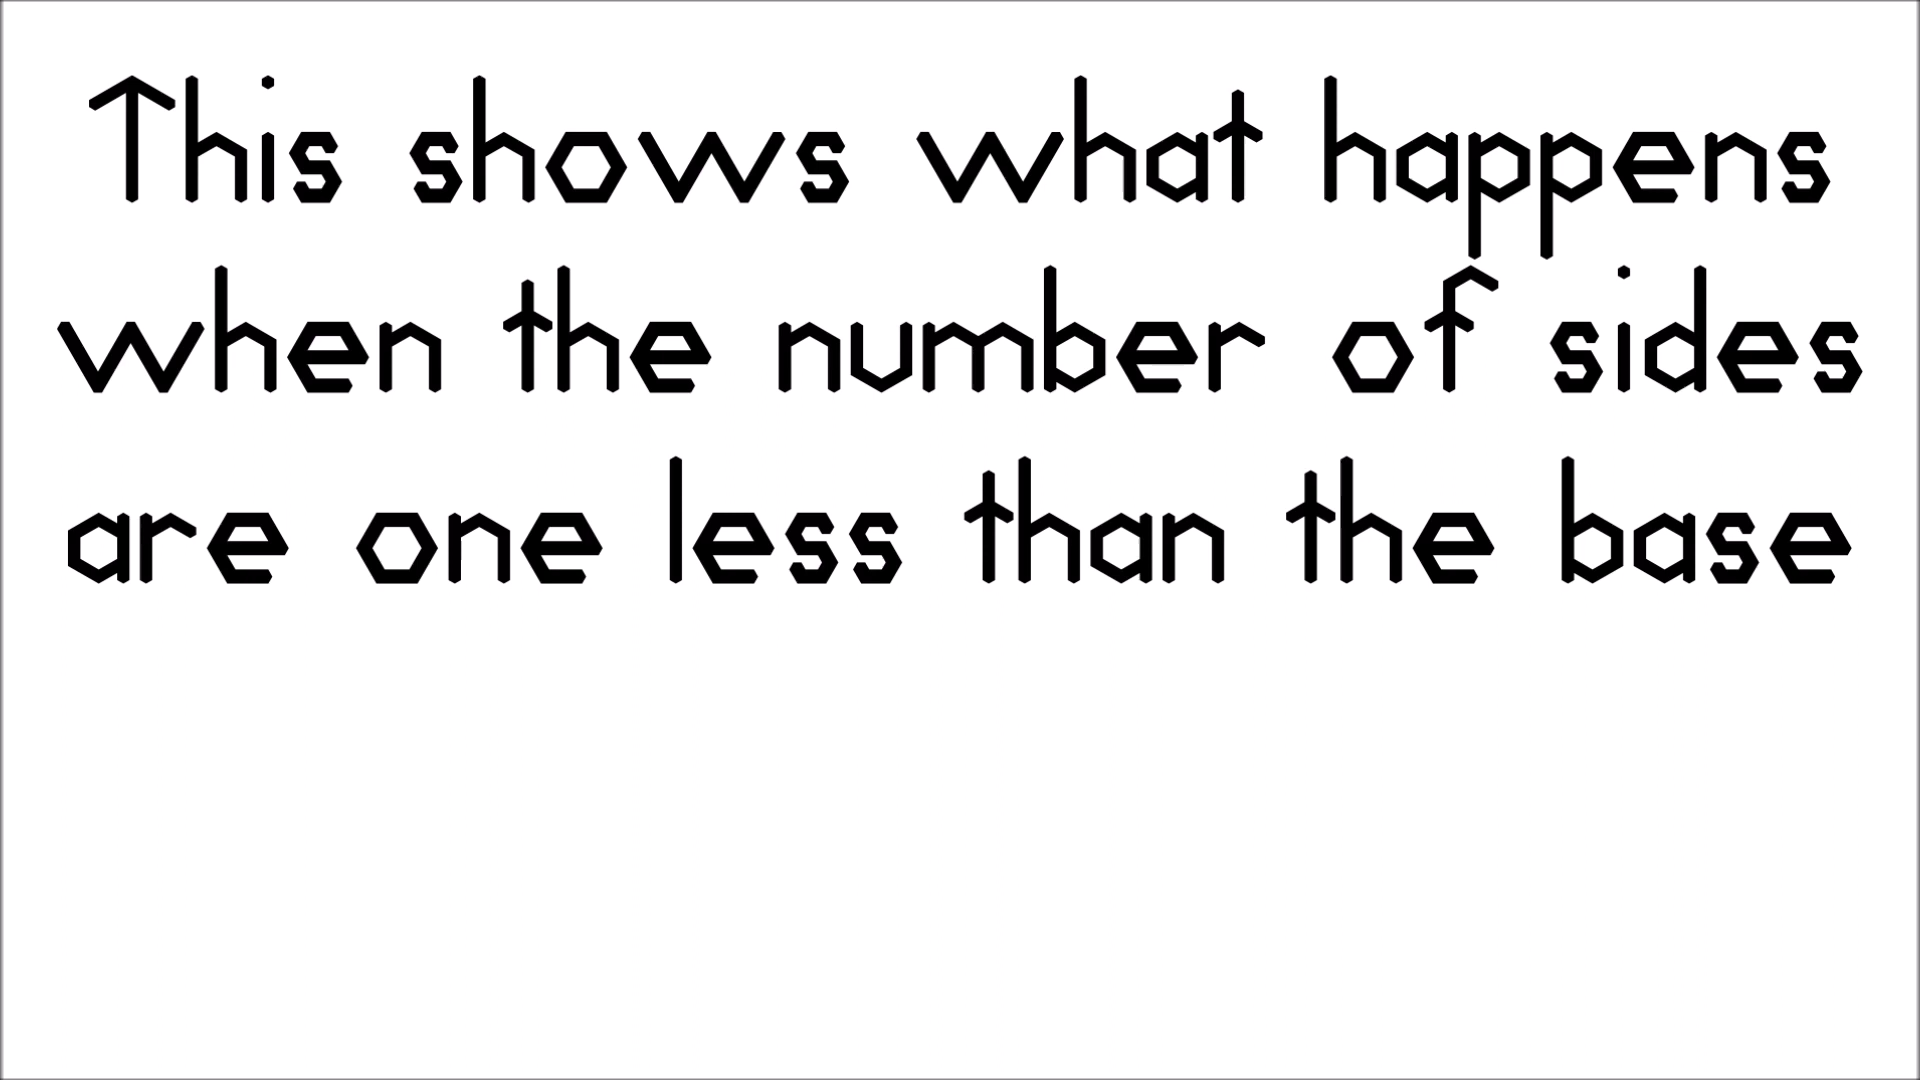 This shows what happens
when the number of sides
are one less than the base